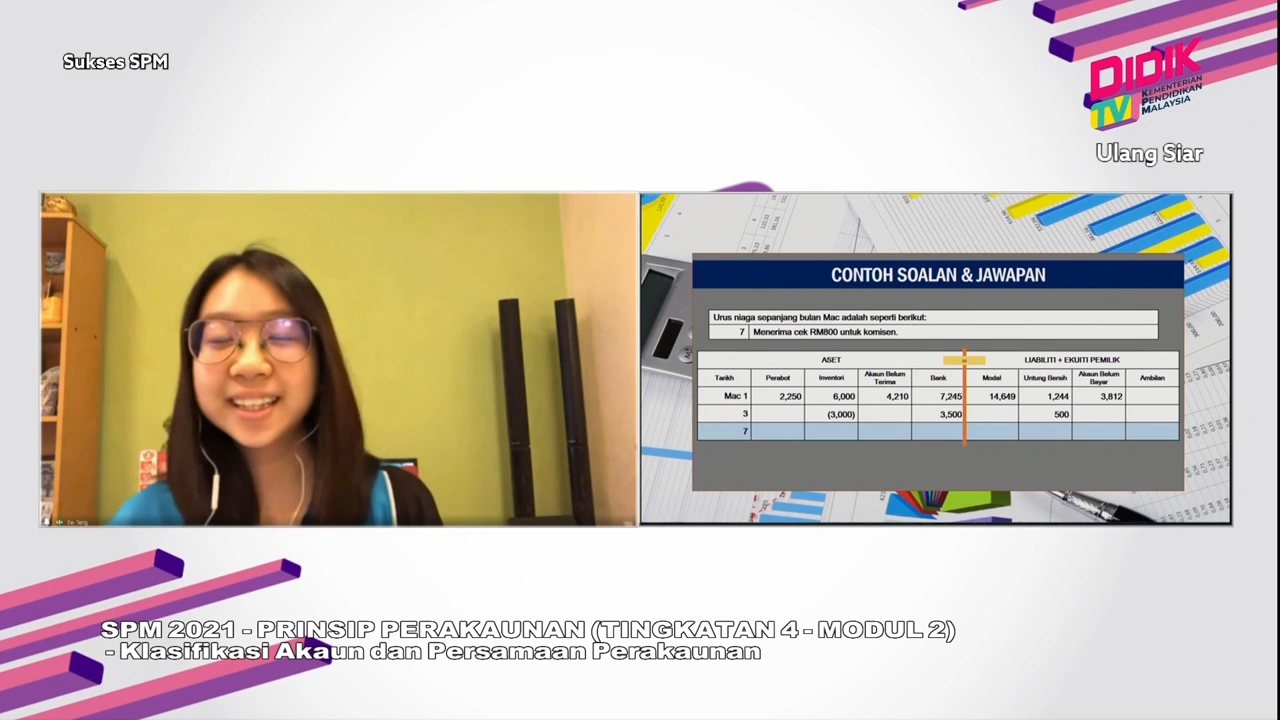 Sukses SPM
DIDIK
TV
KEMENTERIAN
PENDIDIKAN
MALAYSIA
Ulang Siar
CONTOH SOALAN & JAWAPAN
Urus niaga sepanjang bulan Mac adalah seperti berikut:
7 Menerima cek RM800 untuk komisen.
ASET = LIABILITI + EKUITI PEMILIK
Tarikh Perabot Inventori Akaun Belum Terima Bank Modal Untung Bersih Akaun Belum Bayar Ambilan
Mac 1 2,250 6,000 4,210 7,245 14,649 1,244 3,812
3 (3,000) 3,500 500
7
SPM 2021 - PRINSIP PERAKAUNAN (TINGKATAN 4 - MODUL 2)
- Klasifikasi Akaun dan Persamaan Perakaunan